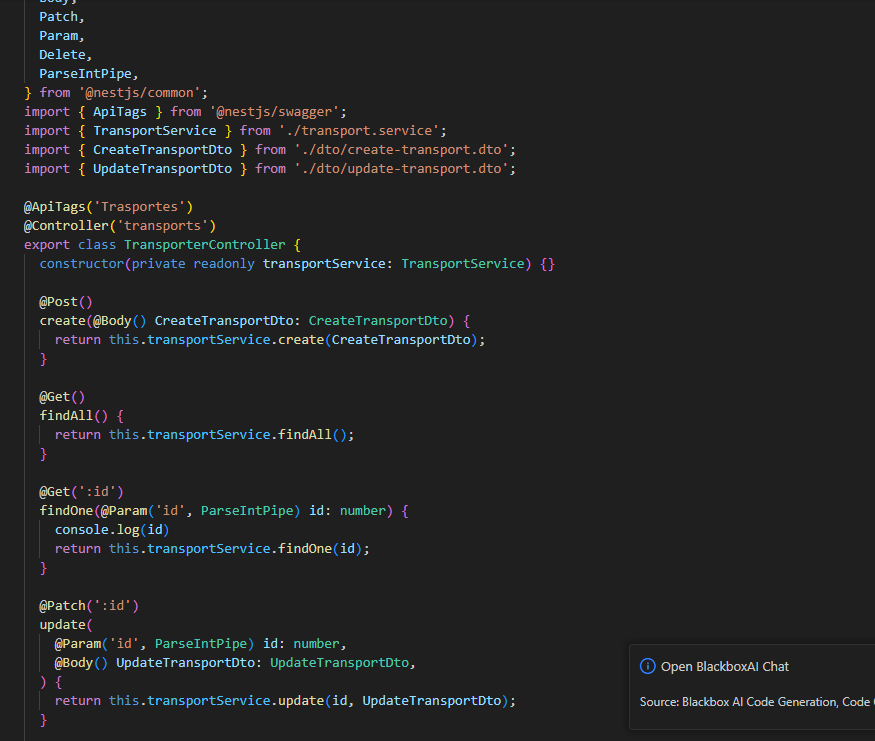 Body,
Patch,
Param,
Delete,
ParseIntPipe,
} from '@nestjs/common';
import { ApiTags } from '@nestjs/swagger';
import { TransportService } from './transport.service';
import { CreateTransportDto } from './dto/create-transport.dto';
import { UpdateTransportDto } from './dto/update-transport.dto';
@ApiTags('Trasportes')
@Controller('transports')
export class TransporterController {
constructor(private readonly transportService: TransportService) {}
@Post()
create(@Body() CreateTransportDto: CreateTransportDto) {
return this.transportService.create(CreateTransportDto);
}
@Get()
findAll() {
return this.transportService.findAll();
}
@Get(':id')
findOne(@Param('id', ParseIntPipe) id: number) {
console.log(id)
return this.transportService.findOne(id);
}
@Patch(':id')
update(
@Param('id', ParseIntPipe) id: number,
@Body() UpdateTransportDto: UpdateTransportDto,
) {
return this.transportService.update(id, UpdateTransportDto);
}
Open BlackboxAI Chat
Source: Blackbox AI Code Generation, Code